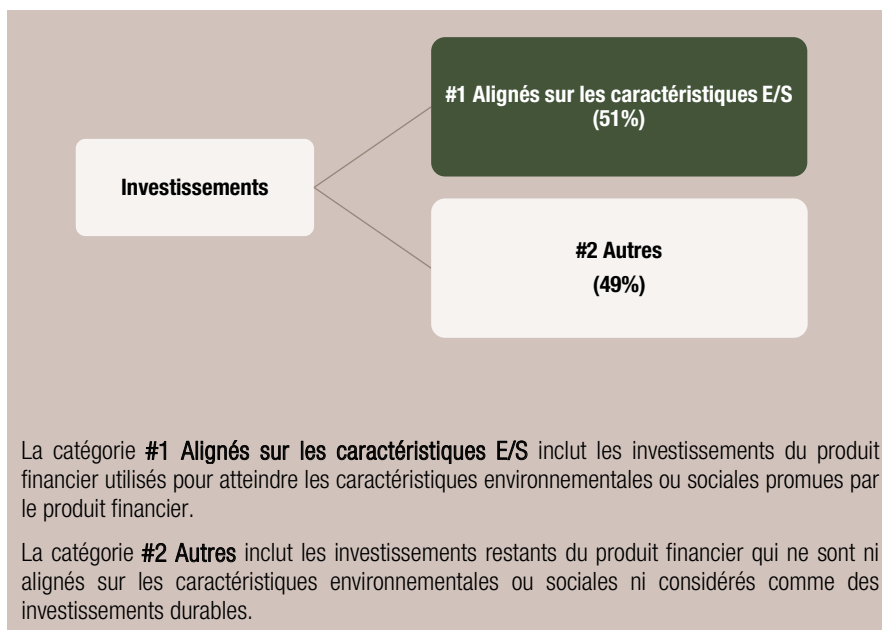 #1 Alignés sur les caractéristiques E/S
(51%)
Investissements
#2 Autres
(49%)
La catégorie #1 Alignés sur les caractéristiques E/S inclut les investissements du produit
financier utilisés pour atteindre les caractéristiques environnementales ou sociales promues par
le produit financier.
La catégorie #2 Autres inclut les investissements restants du produit financier qui ne sont ni
alignés sur les caractéristiques environnementales ou sociales ni considérés comme des
investissements durables.